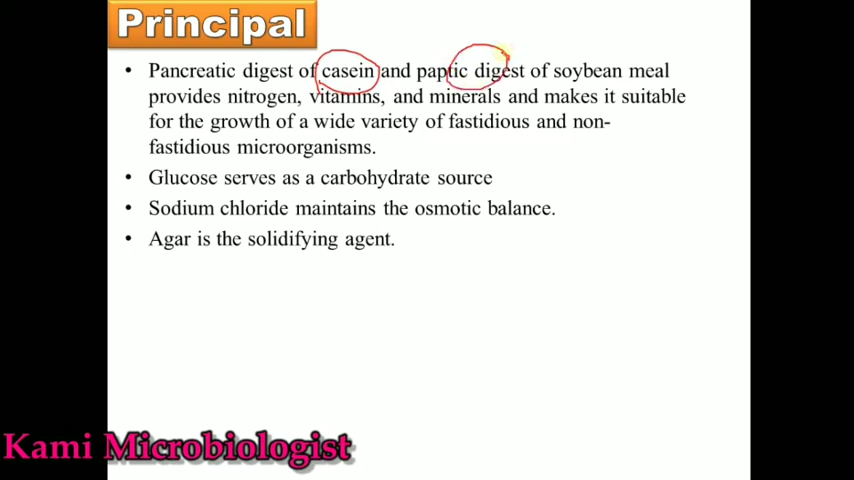 Principal
• Pancreatic digest of casein and paptic digest of soybean meal
provides nitrogen, vitamins, and minerals and makes it suitable
for the growth of a wide variety of fastidious and non-
fastidious microorganisms.
• Glucose serves as a carbohydrate source
• Sodium chloride maintains the osmotic balance.
• Agar is the solidifying agent.
Kami Microbiologist